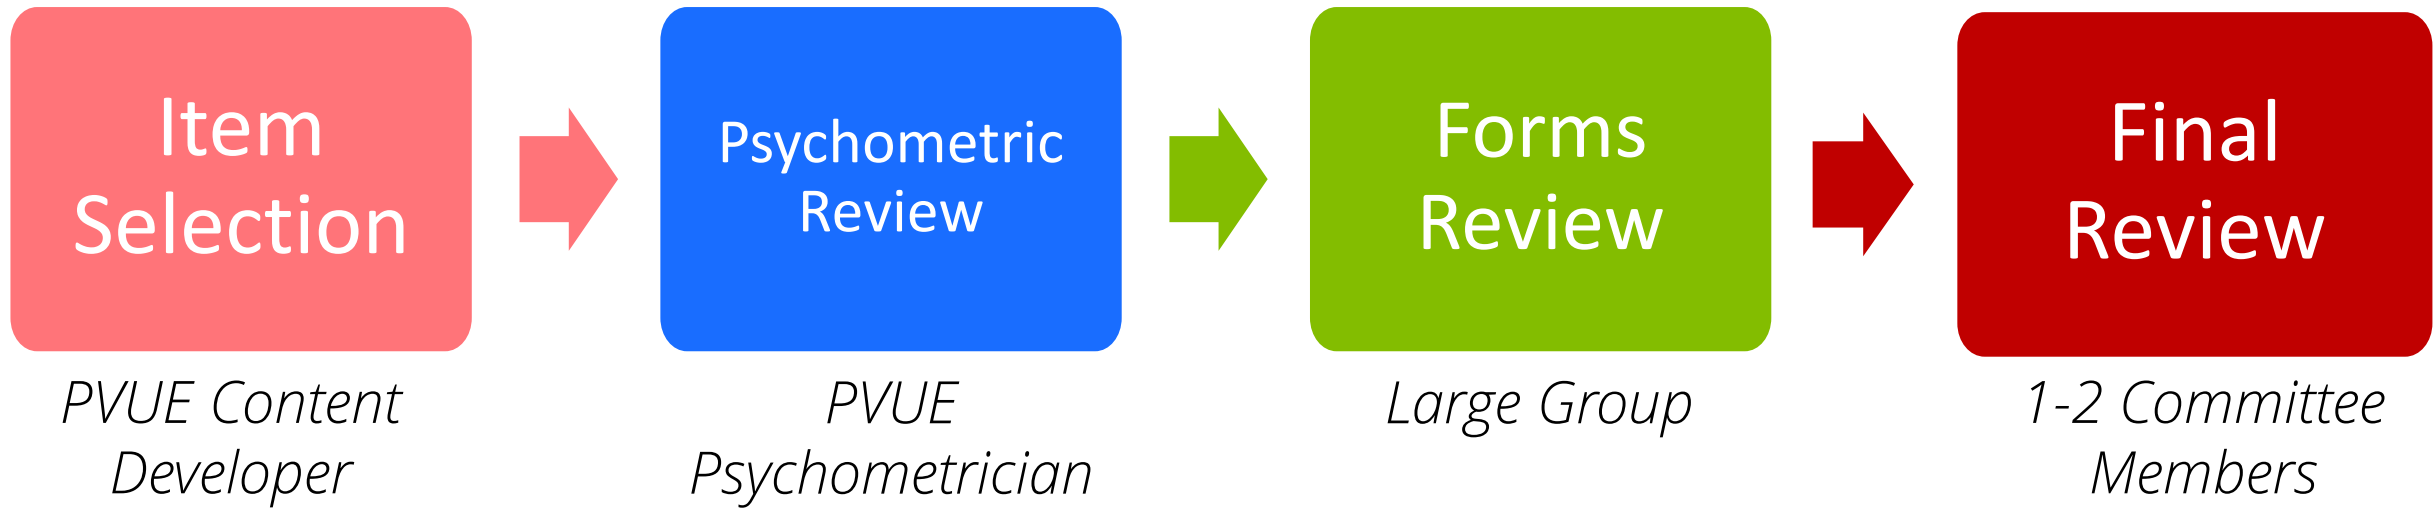 Item
Selection
Psychometric
Review
Forms
Review
Final
Review
PVUE Content
Developer
PVUE
Psychometrician
Large Group
1-2 Committee
Members